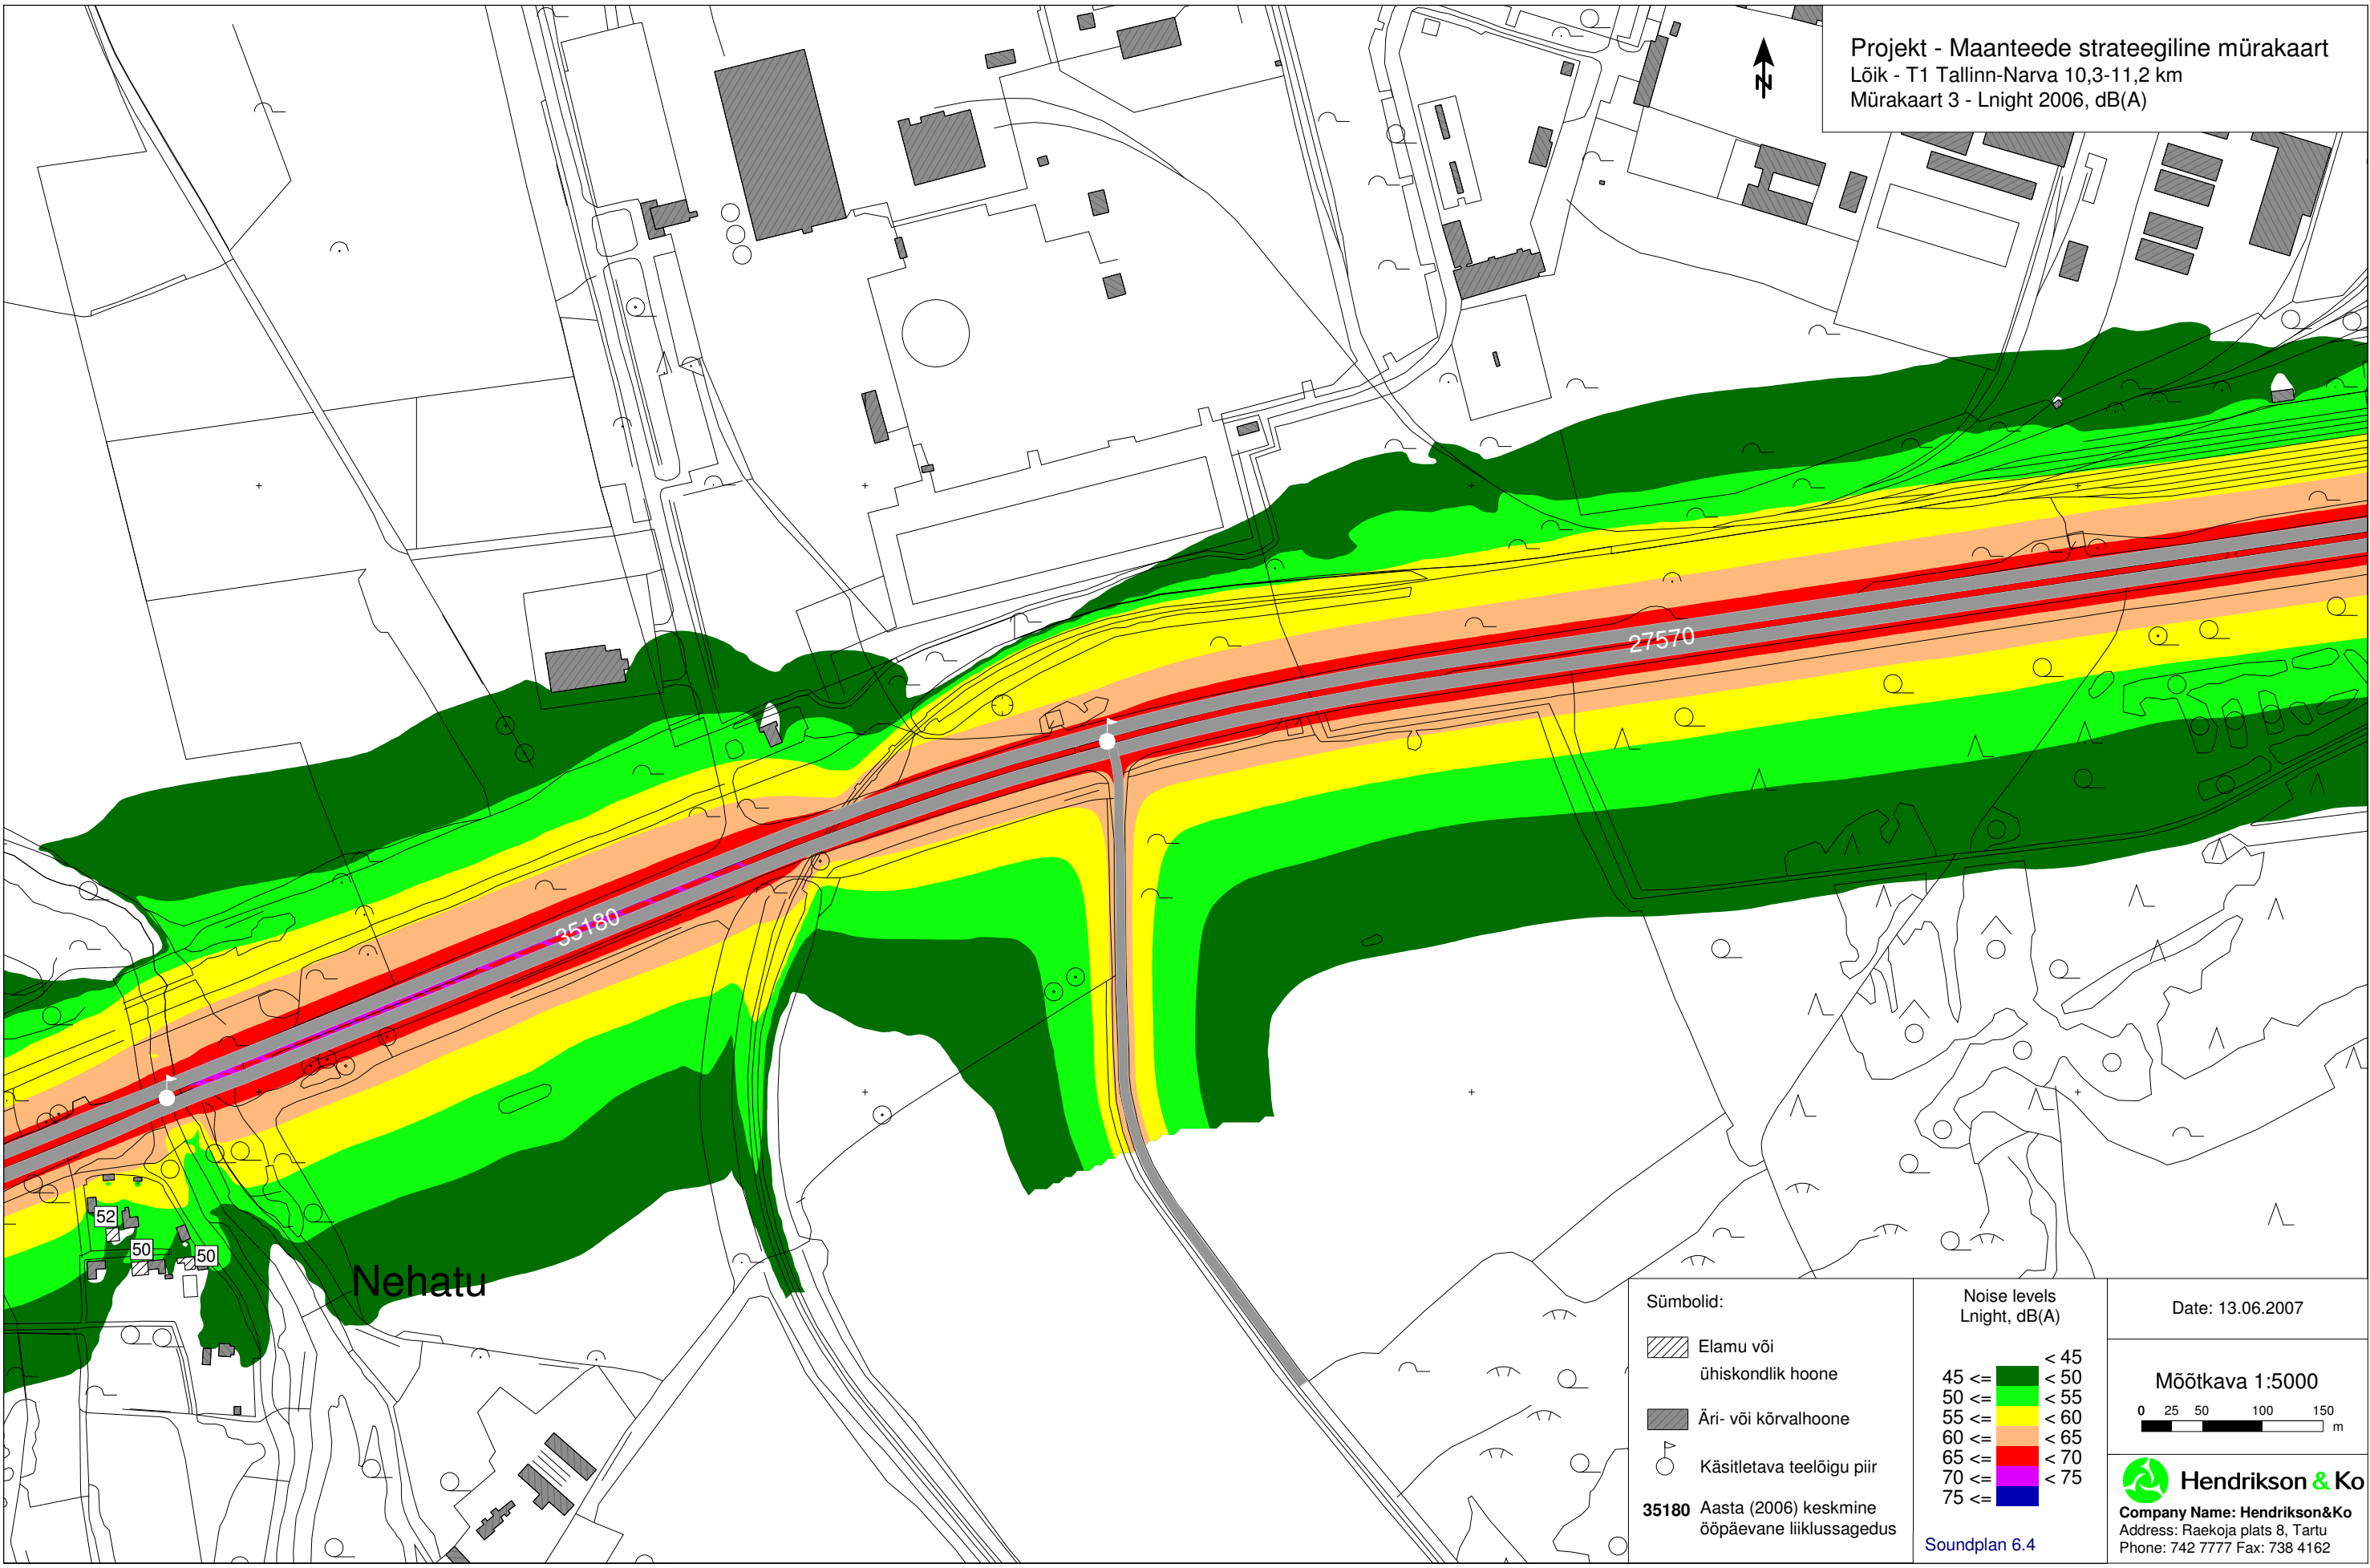 Projekt - Maanteede strateegiline mürakaart
Lõik - T1 Tallinn-Narva 10,3-11,2 km
Mürakaart 3 - Lnight 2006, dB(A)
N
27570
35180
52
50
50
Nehatu
Sümbolid:
Elamu või
ühiskondlik hoone
Äri- või kõrvalhoone
Käsitletava teelõigu piir
35180 Aasta (2006) keskmine
ööpäevane liiklussagedus
Noise levels
Lnight, dB(A)
< 45
45 <= < 50
50 <= < 55
55 <= < 60
60 <= < 65
65 <= < 70
70 <= < 75
75 <=
Soundplan 6.4
Date: 13.06.2007
Mõõtkava 1:5000
0 25 50 100 150
m
Hendrikson & Ko
Company Name: Hendrikson&Ko
Address: Raekoja plats 8, Tartu
Phone: 742 7777 Fax: 738 4162